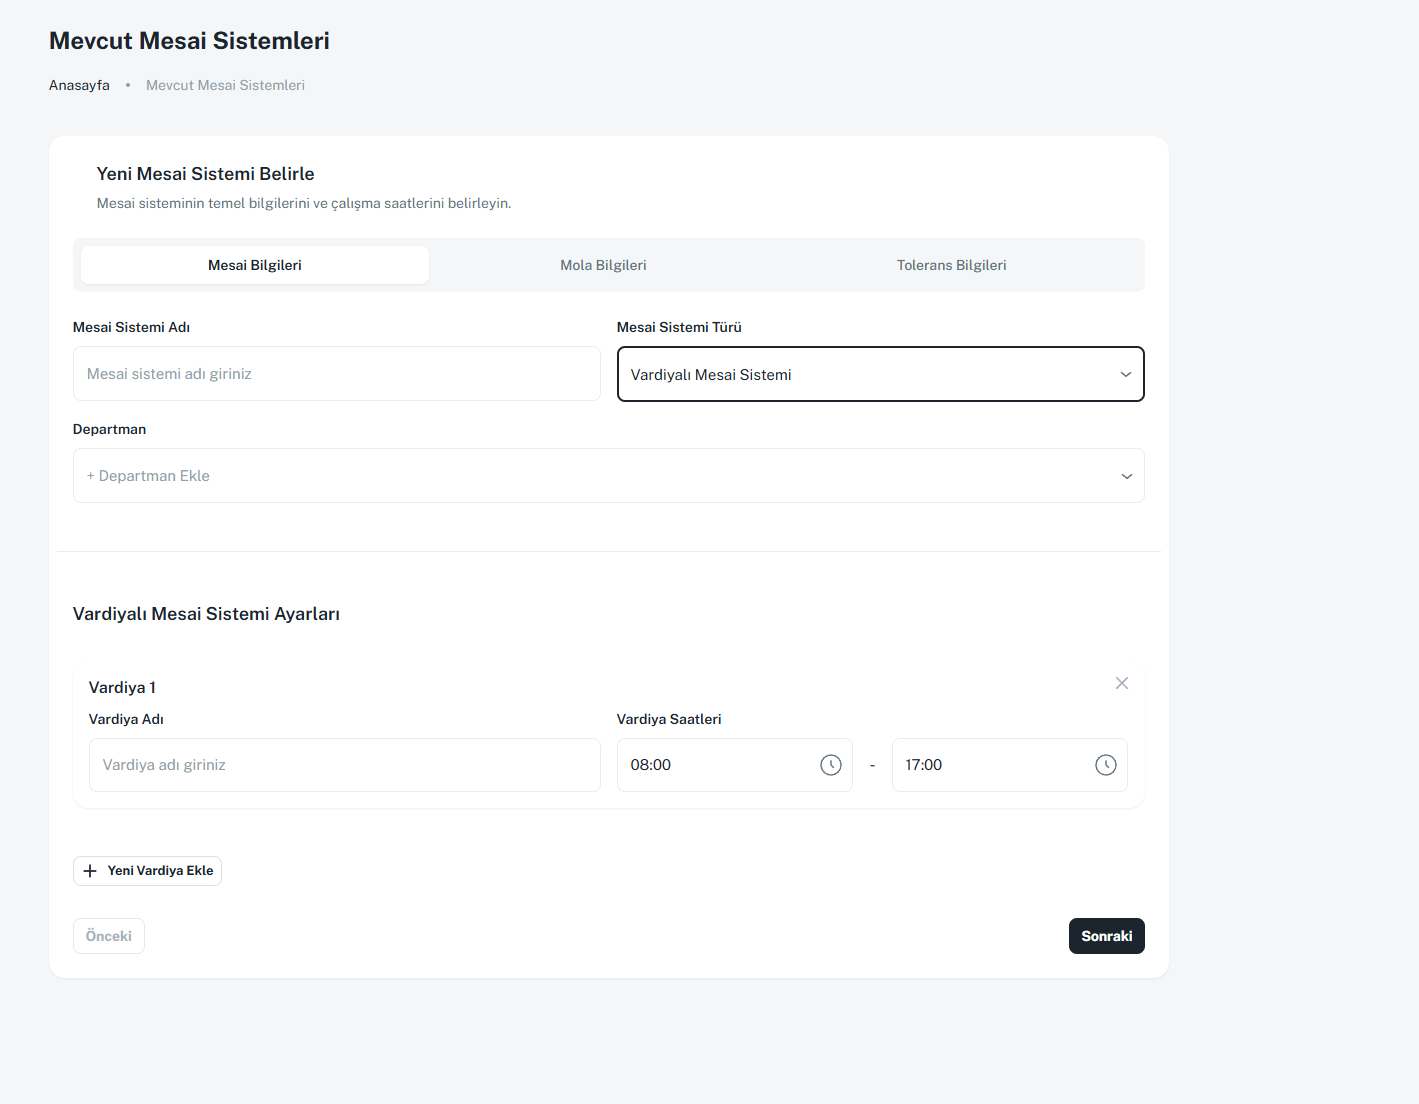 Mevcut Mesai Sistemleri
Anasayfa • Mevcut Mesai Sistemleri
Yeni Mesai Sistemi Belirle
Mesai sisteminin temel bilgilerini ve çalışma saatlerini belirleyin.
Mesai Bilgileri Mola Bilgileri Tolerans Bilgileri
Mesai Sistemi Adı Mesai Sistemi Türü
Mesai sistemi adı giriniz Vardiyalı Mesai Sistemi
Departman
+ Departman Ekle
Vardiyalı Mesai Sistemi Ayarları
Vardiya 1
Vardiya Adı Vardiya Saatleri
Vardiya adı giriniz 08:00 - 17:00
Yeni Vardiya Ekle
Önceki Sonraki